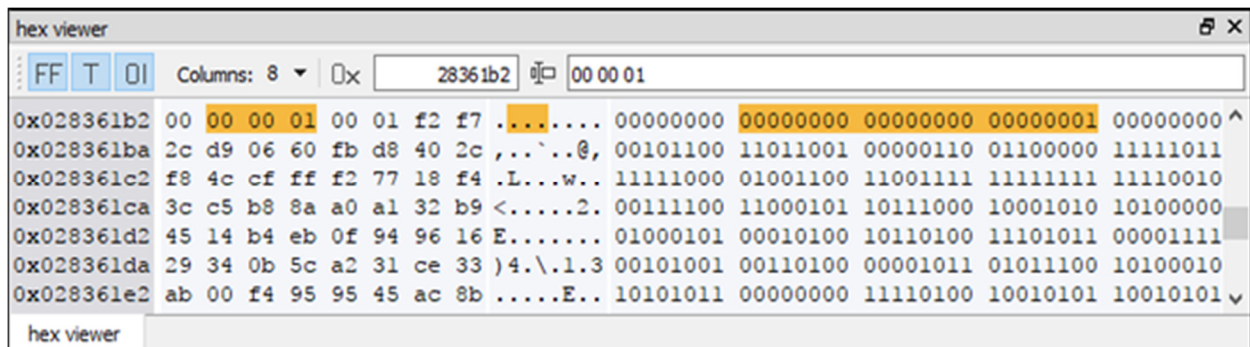 hex viewer
FF T 01 Columns: 8 0x 28361b2 00 00 01
0x028361b2 00 00 00 01 00 01 f2 f7 ........ 00000000 00000000 00000000 00000001 00000000
0x028361ba 2c d9 06 60 fb d8 40 2c ,..`..@, 00101100 11011001 00000110 01100000 11111011
0x028361c2 f8 4c cf ff f2 77 18 f4 .L...w.. 11111000 01001100 11001111 11111111 11110010
0x028361ca 3c c5 b8 8a a0 a1 32 b9 <.....2. 00111100 11000101 10111000 10001010 10100000
0x028361d2 45 14 b4 eb 0f 94 96 16 E....... 01000101 00010100 10110100 11101011 00001111
0x028361da 29 34 0b 5c a2 31 ce 33 )4.\.1.3 00101001 00110100 00001011 01011100 10100010
0x028361e2 ab 00 f4 95 95 45 ac 8b .....E.. 10101011 00000000 11110100 10010101 10010101
hex viewer